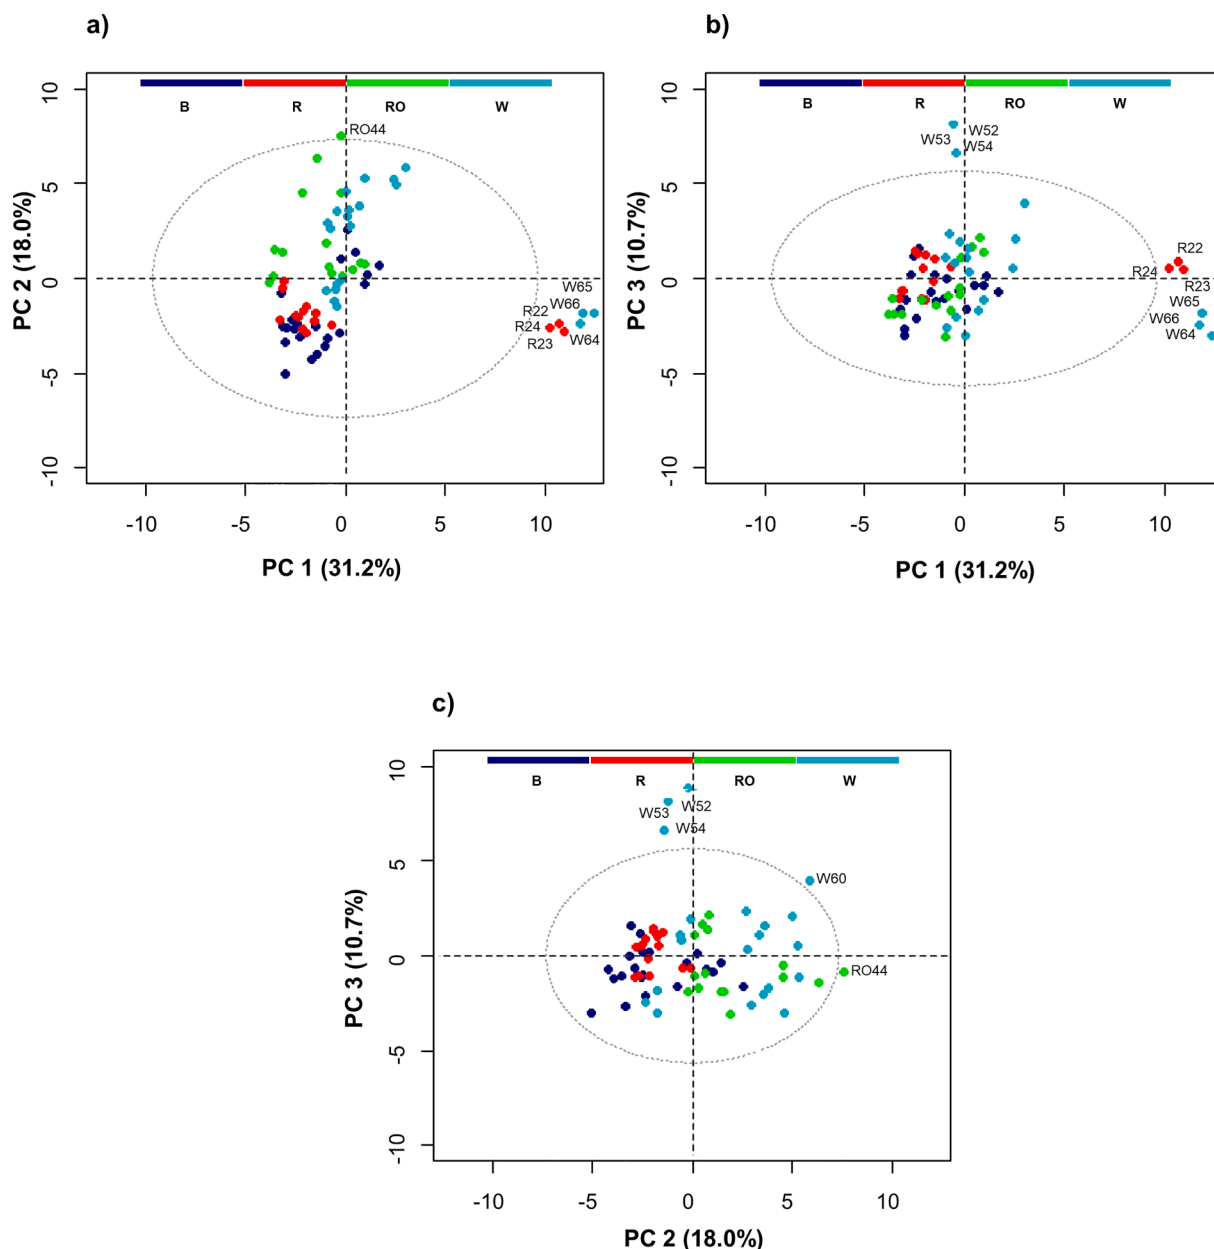 a)
B R RO W
RO44
W65
W66
R22
R24
R23
W64
10
5
0
-5
-10
PC 2 (18.0%)
-10 -5 0 5 10
PC 1 (31.2%)
b)
B R RO W
W52
W53 W54
R22
R24
R23
W65
W66
W64
10
5
0
-5
-10
PC 3 (10.7%)
-10 -5 0 5 10
PC 1 (31.2%)
c)
B R RO W
W52
W53
W54
W60
RO44
10
5
0
-5
-10
PC 3 (10.7%)
-10 -5 0 5 10
PC 2 (18.0%)